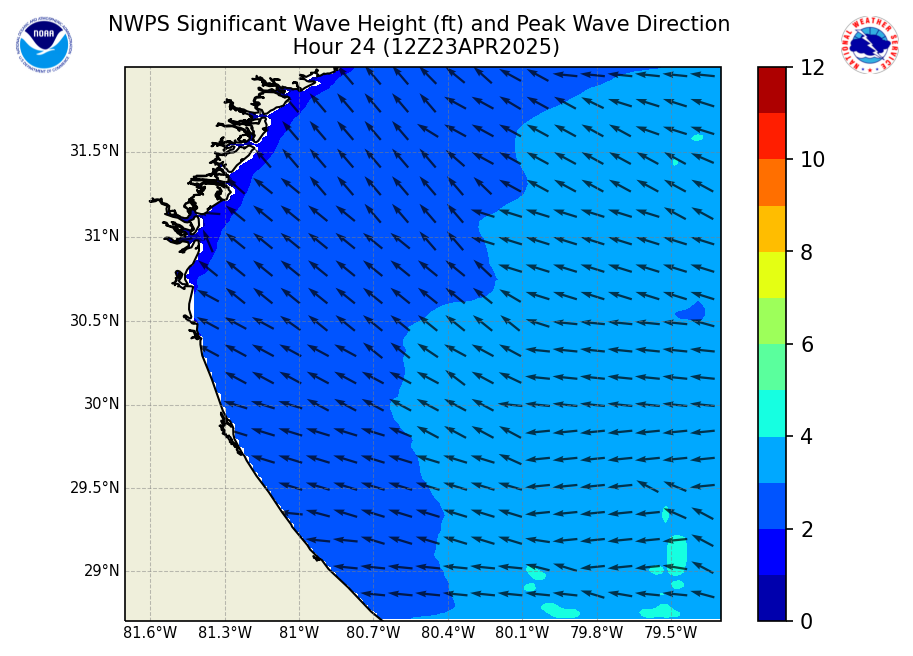 NWPS Significant Wave Height (ft) and Peak Wave Direction
Hour 24 (12Z23APR2025)
NOAA
NATIONAL WEATHER SERVICE
31.5°N
31°N
30.5°N
30°N
29.5°N
29°N
81.6°W 81.3°W 81°W 80.7°W 80.4°W 80.1°W 79.8°W 79.5°W
12
10
8
6
4
2
0